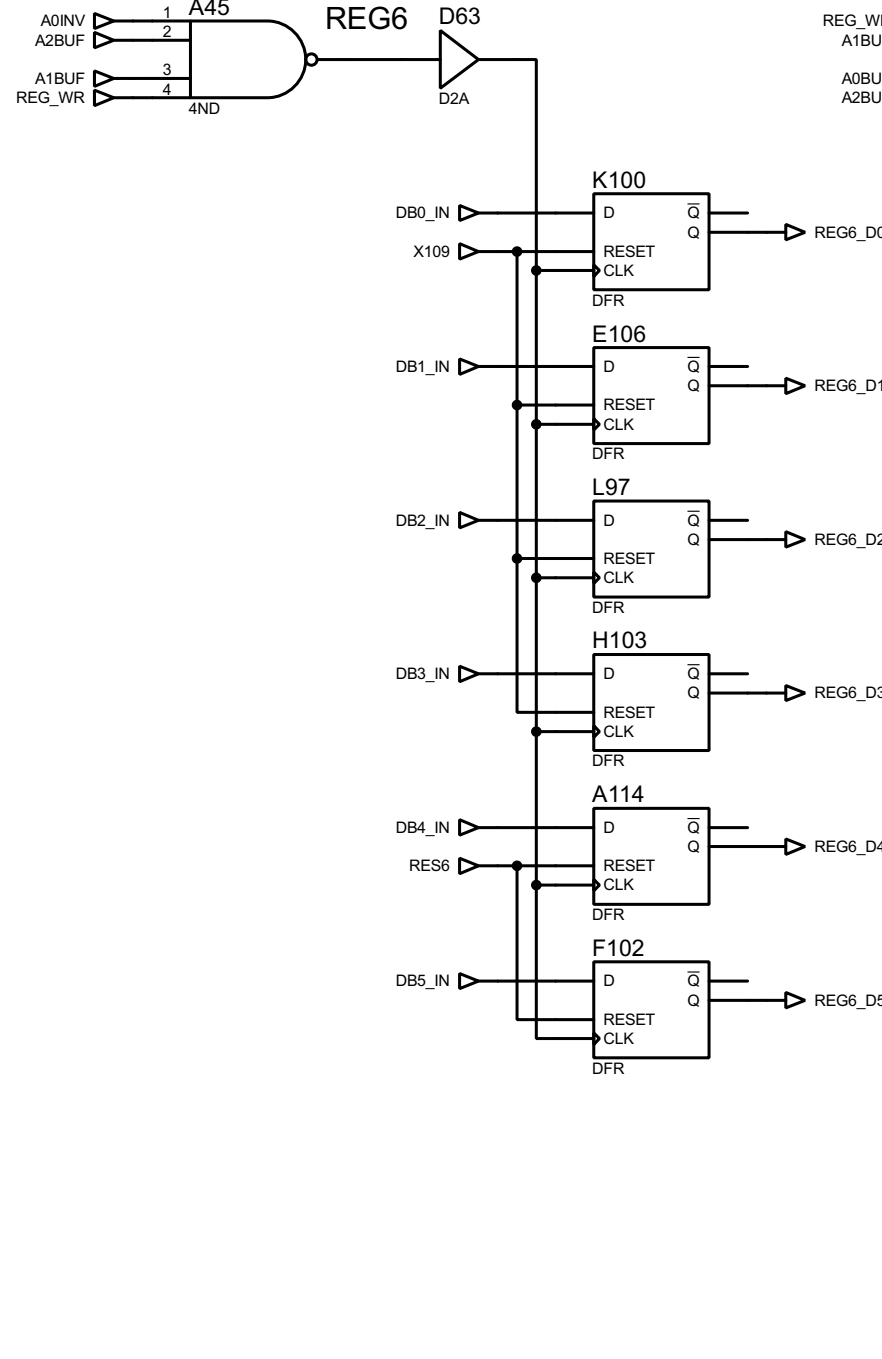 A45
REG6
D63
A0INV
1
A2BUF
2
A1BUF
3
REG_WR
4
4ND
D2A
A1BU
A0BU
A2BU
K100
DB0_IN
D
Q
Q
REG6_D0
X109
RESET
CLK
DFR
E106
DB1_IN
D
Q
Q
REG6_D1
RESET
CLK
DFR
L97
DB2_IN
D
Q
Q
REG6_D2
RESET
CLK
DFR
H103
DB3_IN
D
Q
Q
REG6_D3
RESET
CLK
DFR
A114
DB4_IN
D
Q
Q
REG6_D4
RES6
RESET
CLK
DFR
F102
DB5_IN
D
Q
Q
REG6_D5
RESET
CLK
DFR